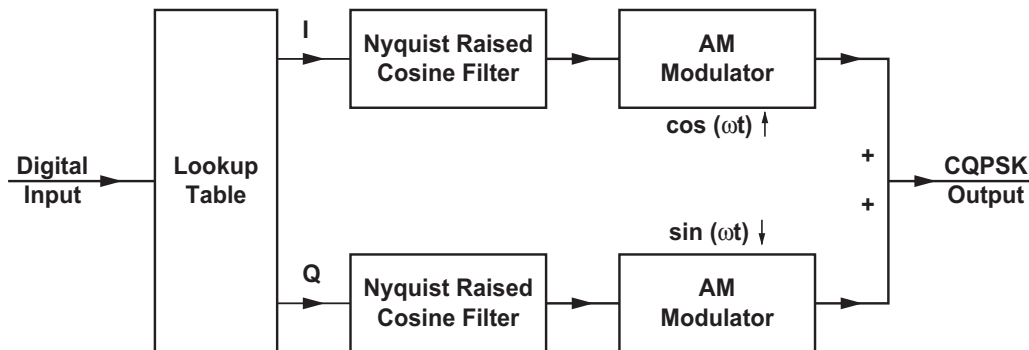 I
Nyquist Raised
Cosine Filter
AM
Modulator
cos (ωt)
Digital
Input
Lookup
Table
+
+
CQPSK
Output
sin (ωt)
Q
Nyquist Raised
Cosine Filter
AM
Modulator